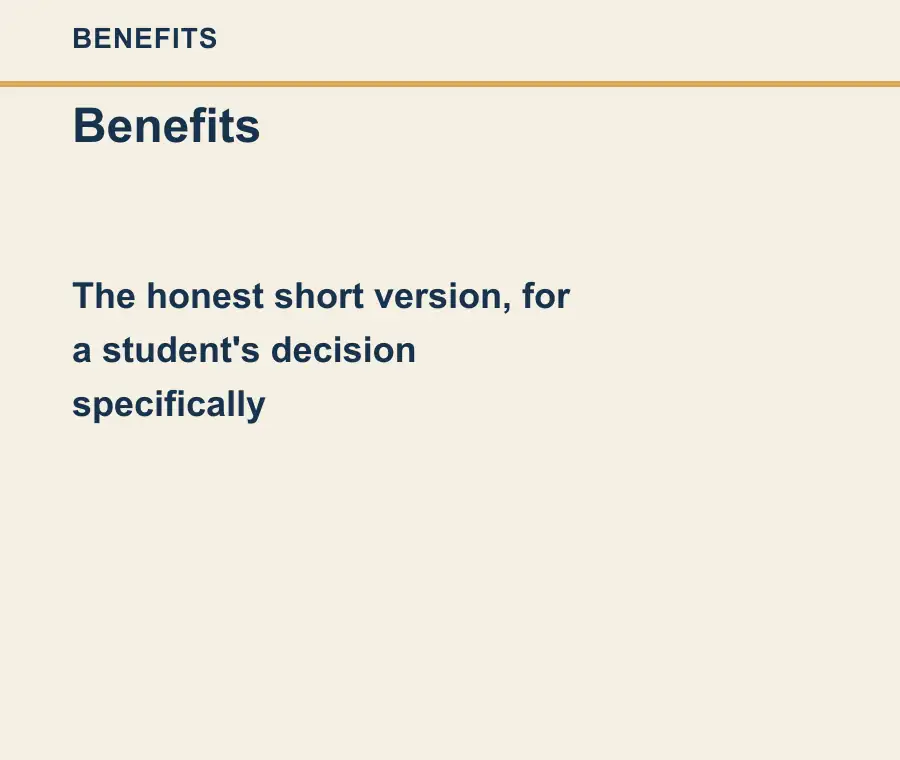 BENEFITS
Benefits
The honest short version, for
a student's decision
specifically